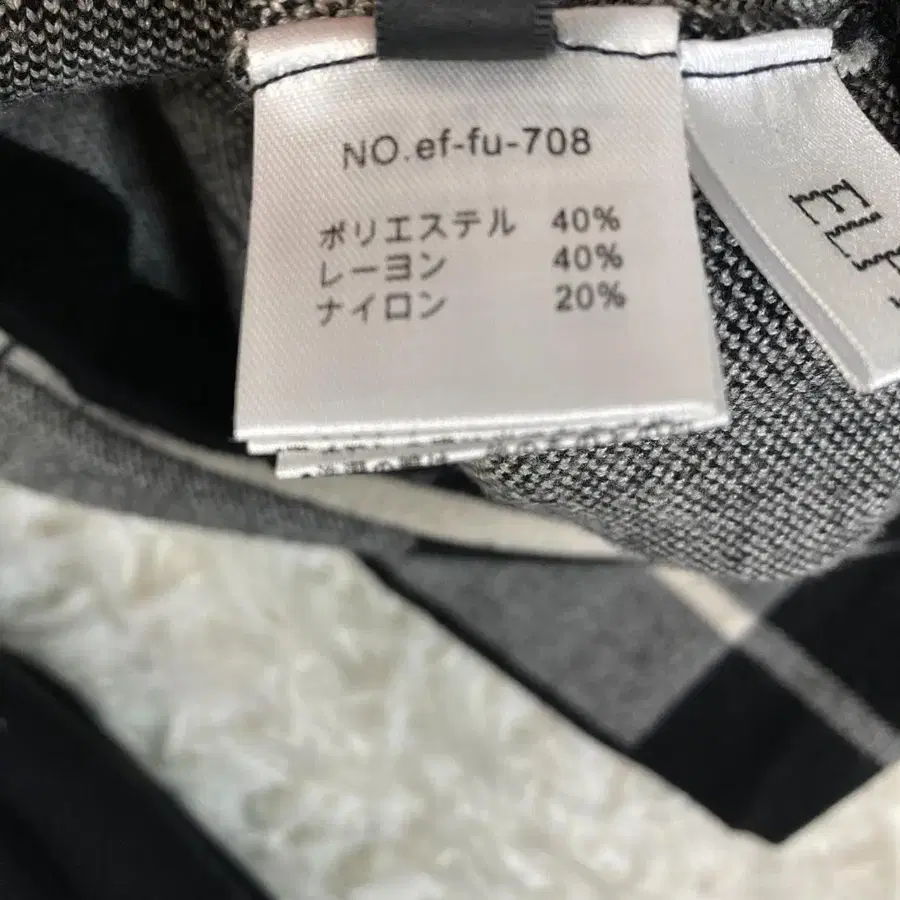 NO.ef-fu-708
ポリエステル 40%
レーヨン 40%
ナイロン 20%